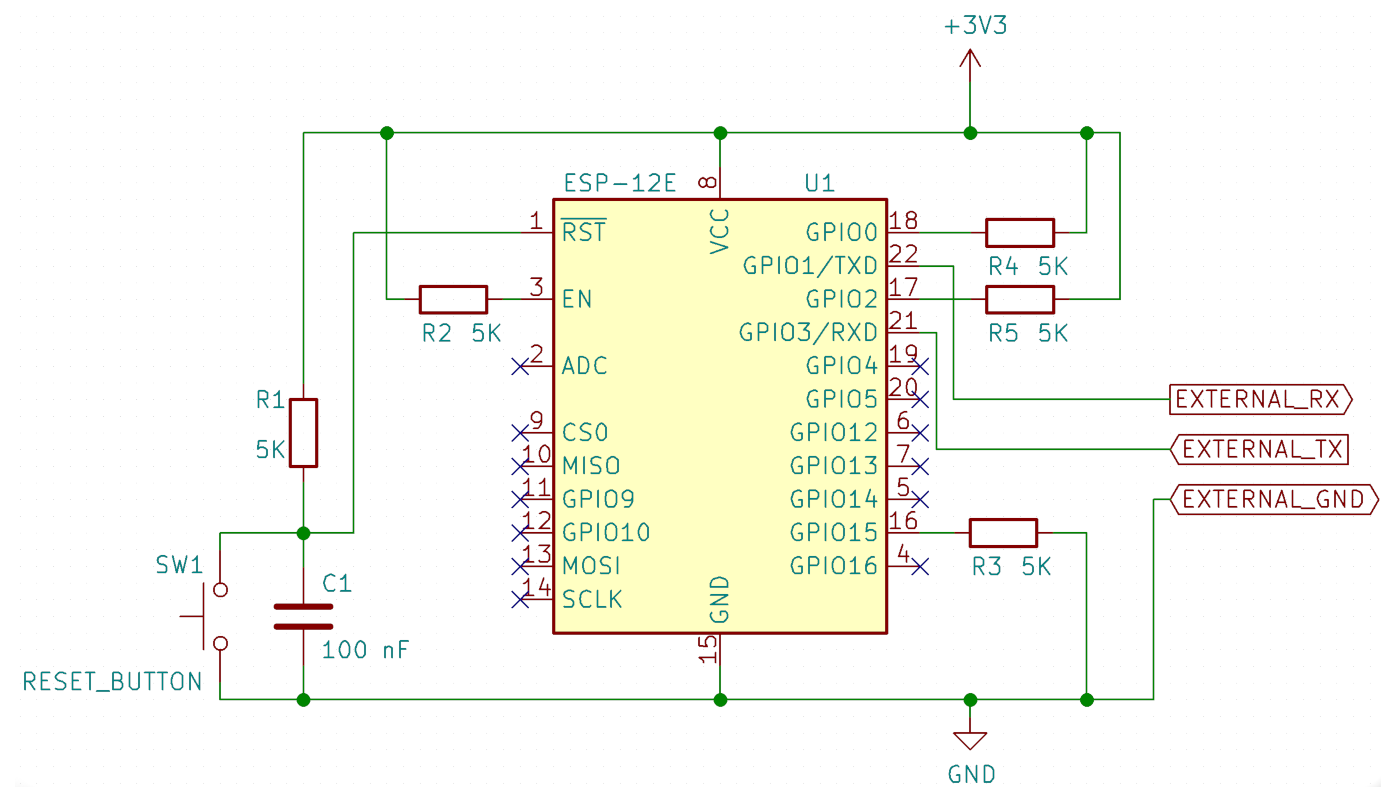 +3V3
ESP-12E
U1
8
VCC
1
RST
3
EN
2
ADC
9
CS0
10
MISO
11
GPIO9
12
GPIO10
13
MOSI
14
SCLK
GPIO0
18
GPIO1/TXD
22
GPIO2
17
GPIO3/RXD
21
GPIO4
19
GPIO5
20
GPIO12
6
GPIO13
7
GPIO14
5
GPIO15
16
GPIO16
4
GND
15
R4 5K
R5 5K
R2 5K
R1
5K
R3 5K
EXTERNAL_RX
EXTERNAL_TX
EXTERNAL_GND
SW1
RESET_BUTTON
C1
100 nF
GND